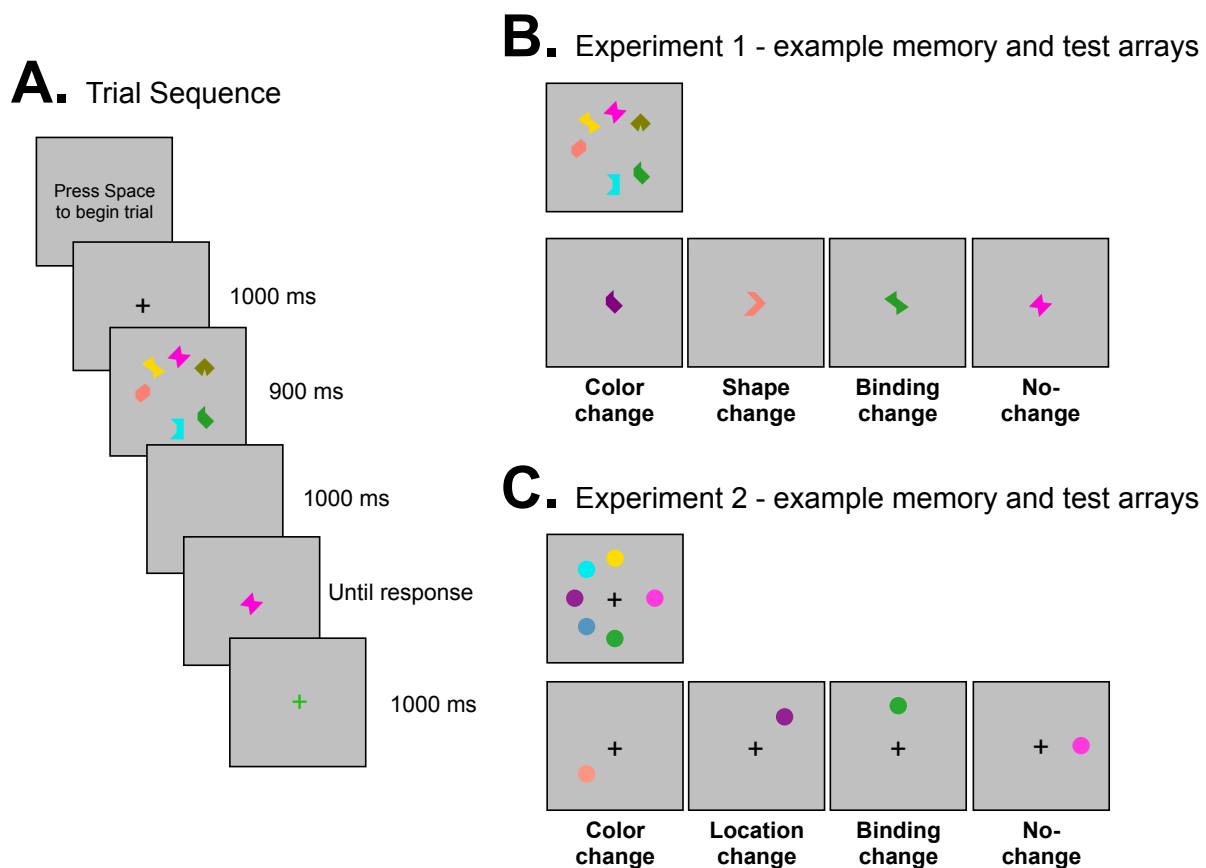 A. Trial Sequence
Press Space
to begin trial
1000 ms
900 ms
1000 ms
Until response
1000 ms
B. Experiment 1 - example memory and test arrays
Color
change
Shape
change
Binding
change
No-
change
C. Experiment 2 - example memory and test arrays
Color
change
Location
change
Binding
change
No-
change